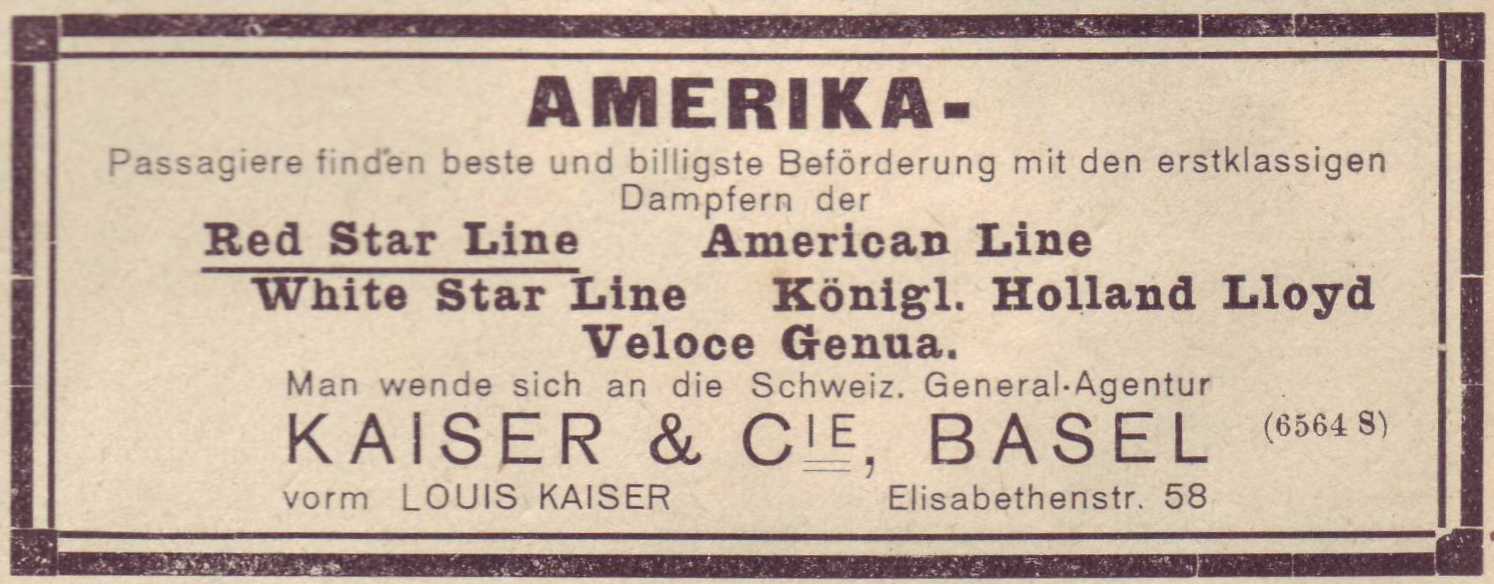 AMERIKA-
Passagiere finden beste und billigste Beförderung mit den erstklassigen
Dampfern der
Red Star Line American Line
White Star Line Königl. Holland Lloyd
Veloce Genua.
Man wende sich an die Schweiz. General-Agentur
KAISER & CIE, BASEL (6564 S)
vorm LOUIS KAISER Elisabethenstr. 58